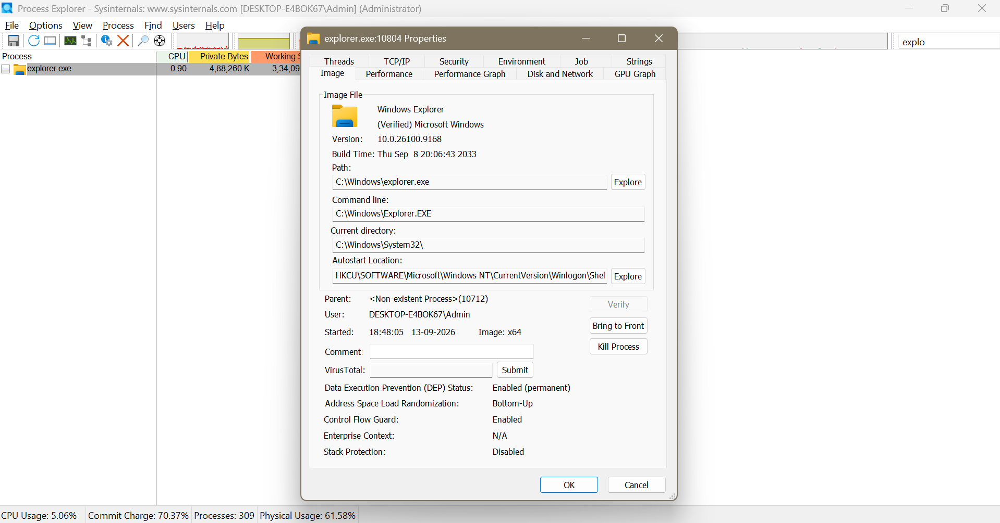 Process Explorer - Sysinternals: www.sysinternals.com [DESKTOP-E4BOK67\Admin] (Administrator)
File Options View Process Find Users Help
explo
Process CPU Private Bytes Working S
explorer.exe 0.90 4,88,260 K 3,34,09
explorer.exe:10804 Properties
Threads TCP/IP Security Environment Job Strings
Image Performance Performance Graph Disk and Network GPU Graph
Image File
Windows Explorer
(Verified) Microsoft Windows
Version: 10.0.26100.9168
Build Time: Thu Sep 8 20:06:43 2033
Path:
C:\Windows\explorer.exe Explore
Command line:
C:\Windows\Explorer.EXE
Current directory:
C:\Windows\System32\
Autostart Location:
HKCU\SOFTWARE\Microsoft\Windows NT\CurrentVersion\Winlogon\Shel Explore
Parent: <Non-existent Process>(10712) Verify
User: DESKTOP-E4BOK67\Admin
Bring to Front
Started: 18:48:05 13-09-2026 Image: x64
Kill Process
Comment:
VirusTotal: Submit
Data Execution Prevention (DEP) Status: Enabled (permanent)
Address Space Load Randomization: Bottom-Up
Control Flow Guard: Enabled
Enterprise Context: N/A
Stack Protection: Disabled
OK Cancel
CPU Usage: 5.06% Commit Charge: 70.37% Processes: 309 Physical Usage: 61.58%